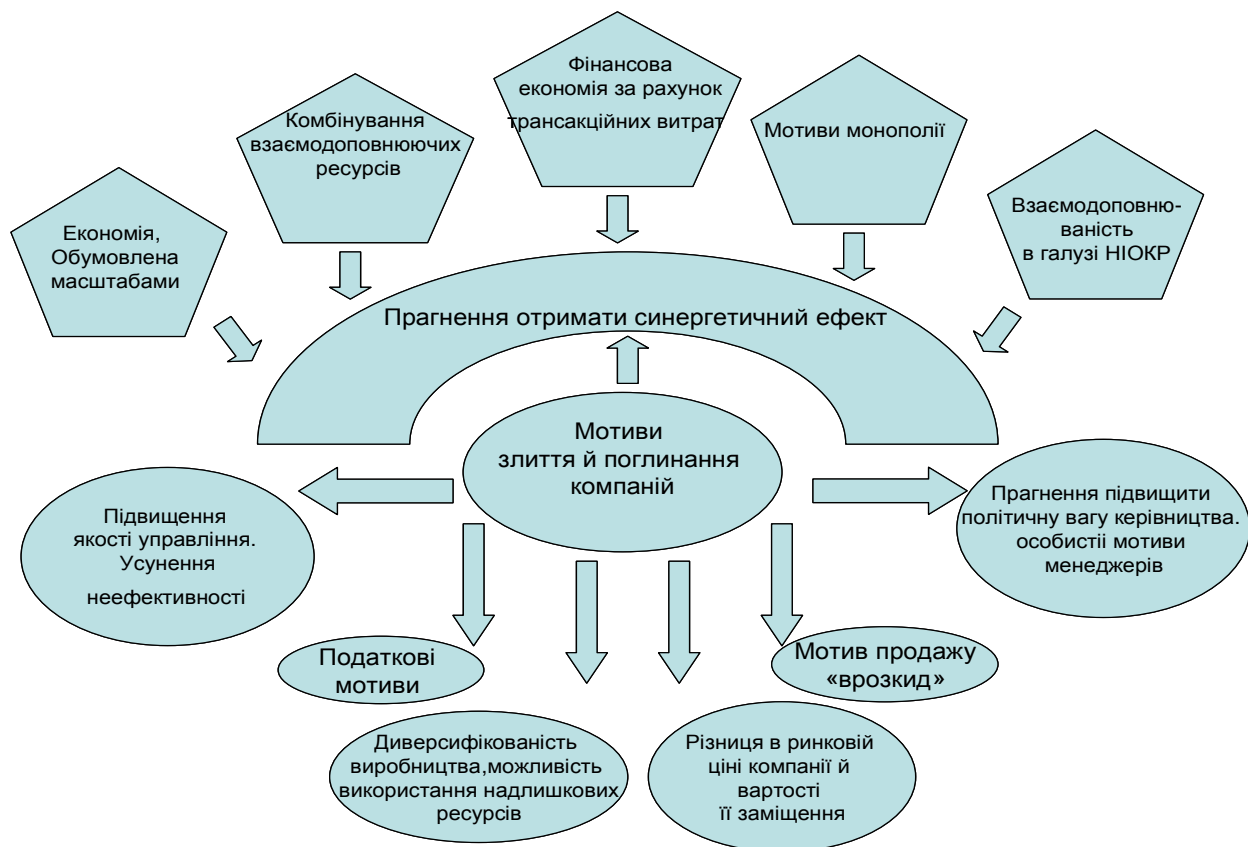 Фінансова
економія за рахунок
трансакційних витрат
Комбінування
взаємодоповнюючих
ресурсів
Мотиви монополії
Економія,
Обумовлена
масштабами
Взаємодоповню-
ваність
в галузі НІОКР
Прагнення отримати синергетичний ефект
Мотиви
злиття й поглинання
компаній
Підвищення
якості управління.
Усунення
неефективності
Прагнення підвищити
політичну вагу керівництва.
особистіі мотиви
менеджерів
Податкові
мотиви
Мотив продажу
«врозкид»
Диверсифікованість
виробництва,можливість
використання надлишкових
ресурсів
Різниця в ринковій
ціні компанії й
вартості
її заміщення